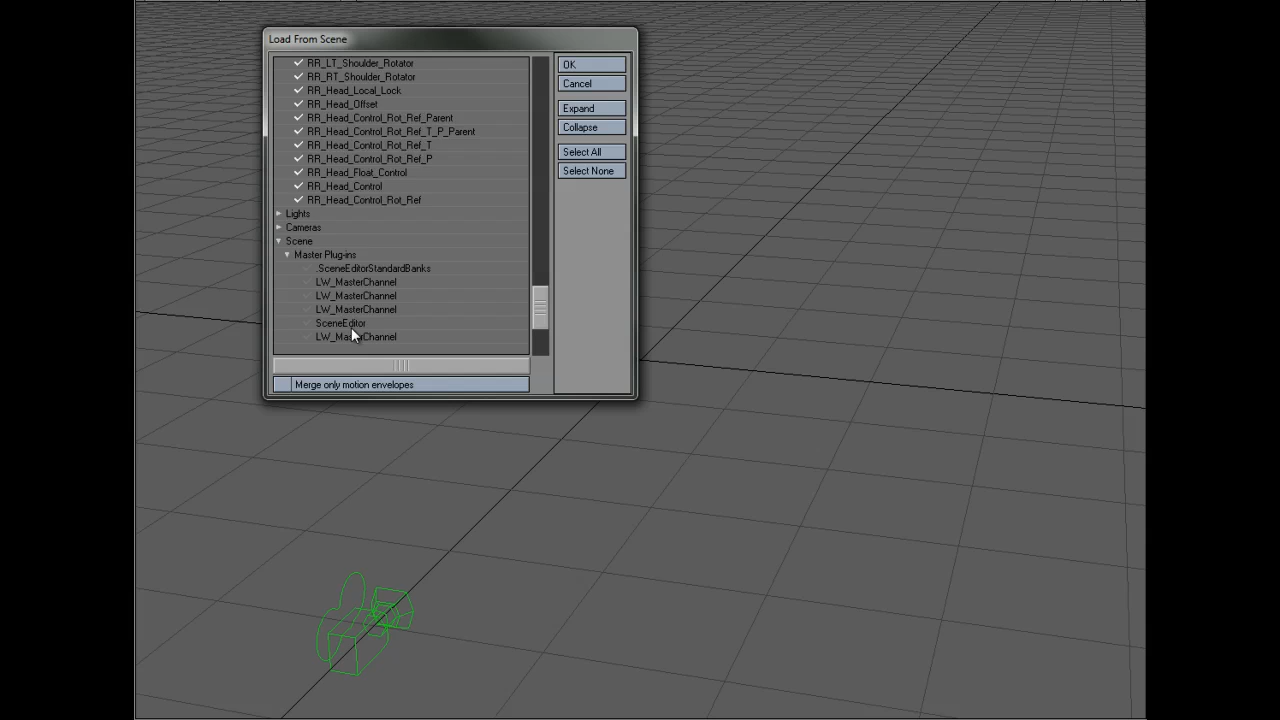 Load From Scene
RR_LT_Shoulder_Rotator
RR_RT_Shoulder_Rotator
RR_Head_Local_Lock
RR_Head_Offset
RR_Head_Control_Rot_Ref_Parent
RR_Head_Control_Rot_Ref_T_P_Parent
RR_Head_Control_Rot_Ref_T
RR_Head_Control_Rot_Ref_P
RR_Head_Float_Control
RR_Head_Control
RR_Head_Control_Rot_Ref
Lights
Cameras
Scene
Master Plug-ins
.SceneEditorStandardBanks
LW_MasterChannel
LW_MasterChannel
LW_MasterChannel
SceneEditor
LW_MasterChannel
Merge only motion envelopes
OK
Cancel
Expand
Collapse
Select All
Select None